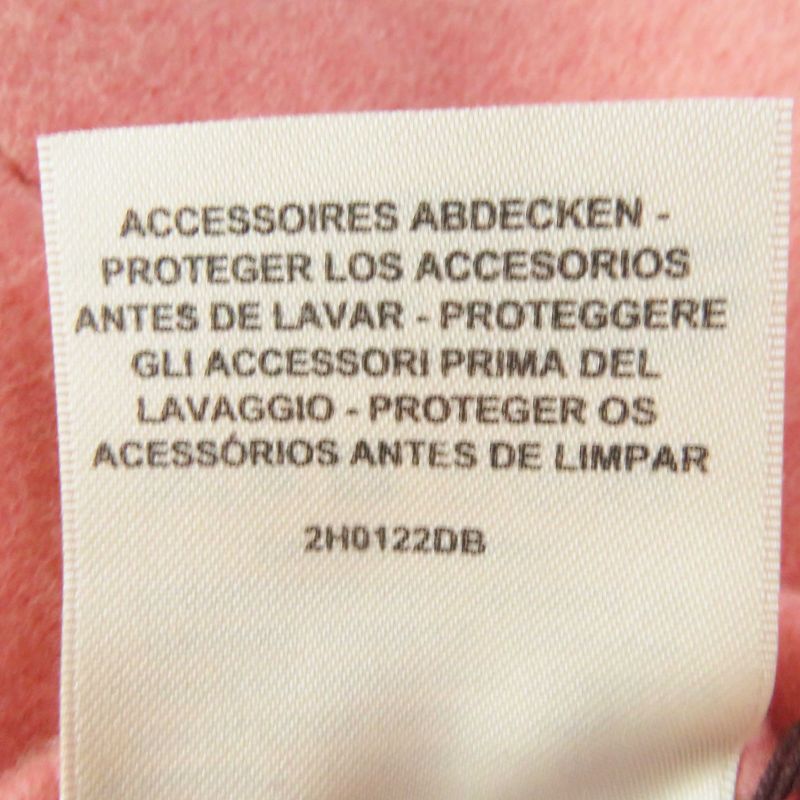 ACCESSOIRES ABDECKEN -
PROTEGER LOS ACCESORIOS
ANTES DE LAVAR - PROTEGGERE
GLI ACCESSORI PRIMA DEL
LAVAGGIO - PROTEGER OS
ACESSÓRIOS ANTES DE LIMPAR
2H0122DB